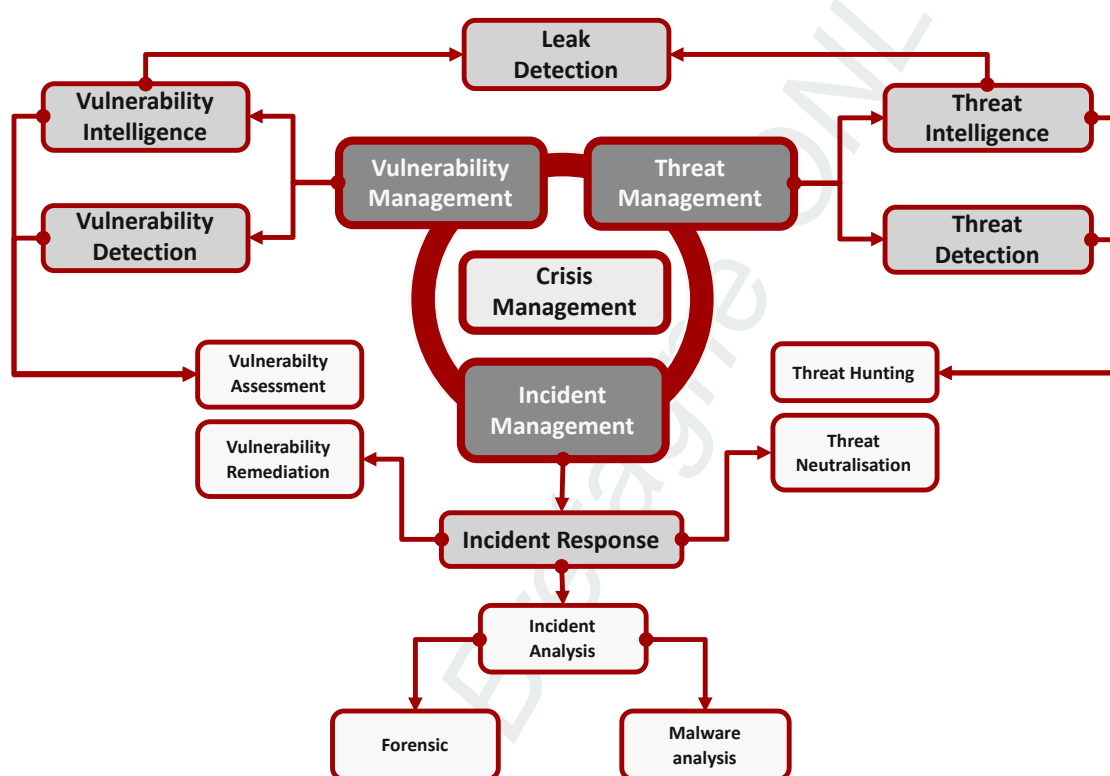 Leak
Detection
Vulnerability
Intelligence
Threat
Intelligence
Vulnerability
Management
Threat
Management
Vulnerability
Detection
Threat
Detection
Crisis
Management
Vulnerabilty
Assessment
Threat Hunting
Incident
Management
Vulnerability
Remediation
Threat
Neutralisation
Incident Response
Incident
Analysis
Forensic
Malware
analysis